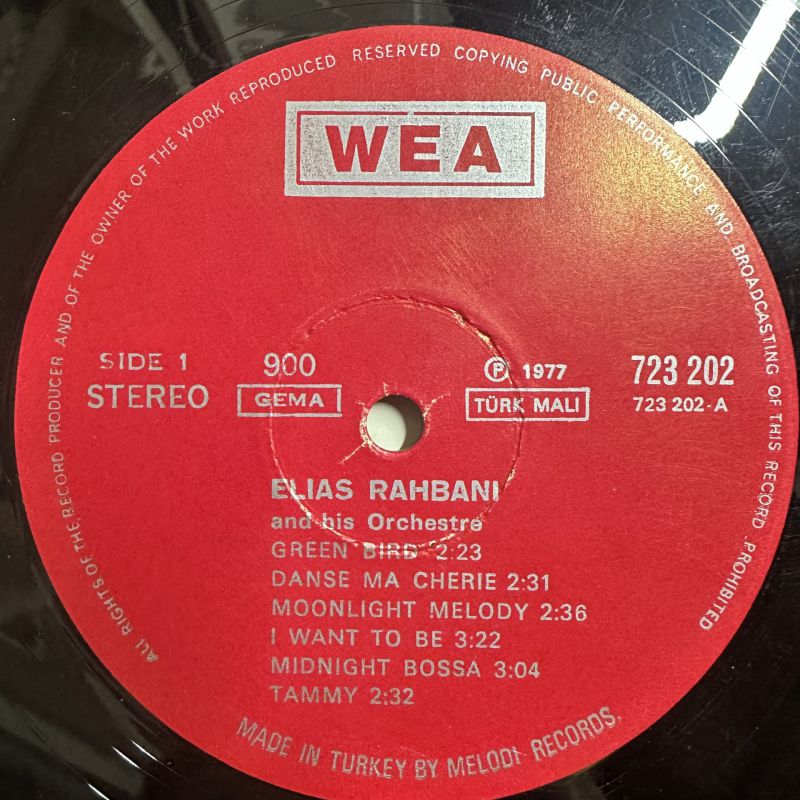 ALL RIGHTS OF THE RECORD PRODUCER AND OF THE OWNER OF THE WORK REPRODUCED RESERVED COPYING PUBLIC PERFORMANCE AND BROADCASTING OF THIS RECORD PROHIBITED
WEA
SIDE 1 900 ℗ 1977 723 202
STEREO GEMA TÜRK MALI 723 202-A
ELIAS RAHBANI
and his Orchestre
GREEN BIRD 2:23
DANSE MA CHERIE 2:31
MOONLIGHT MELODY 2:36
I WANT TO BE 3:22
MIDNIGHT BOSSA 3:04
TAMMY 2:32
MADE IN TURKEY BY MELODİ RECORDS.